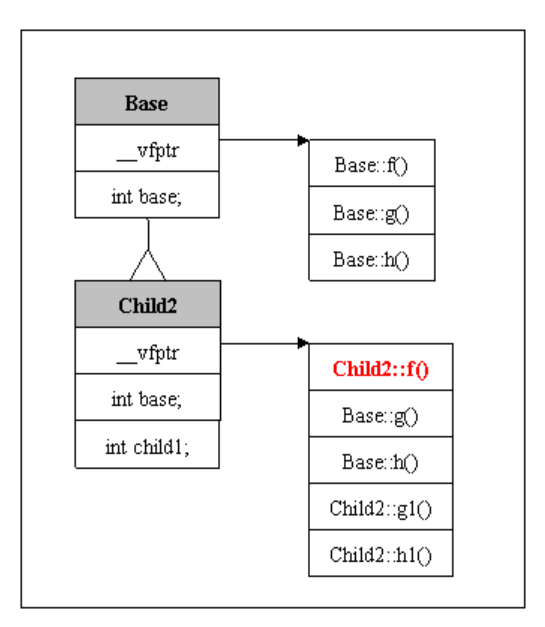 Base
__vfptr
int base;
Base::f()
Base::g()
Base::h()
Child2
__vfptr
int base;
int child1;
Child2::f()
Base::g()
Base::h()
Child2::g1()
Child2::h1()